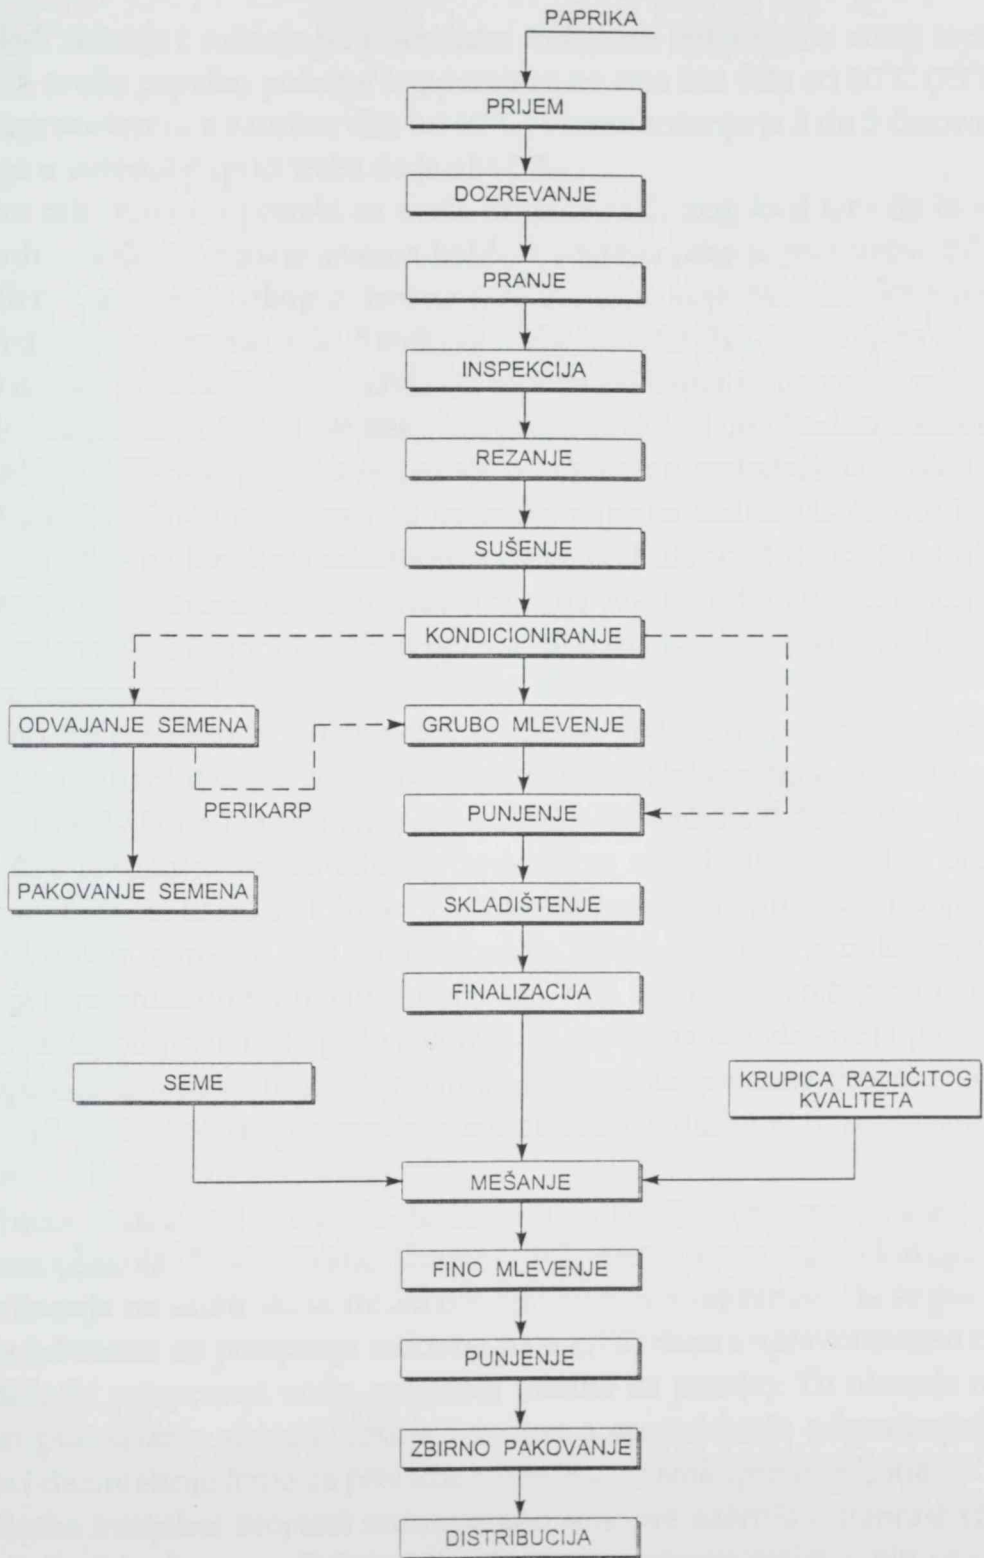 PAPRIKA
PRIJEM
DOZREVANJE
PRANJE
INSPEKCIJA
REZANJE
SUŠENJE
KONDICIONIRANJE
ODVAJANJE SEMENA
GRUBO MLEVENJE
PERIKARP
PUNJENJE
PAKOVANJE SEMENA
SKLADIŠTENJE
FINALIZACIJA
SEME
KRUPICA RAZLIČITOG
KVALITETA
MEŠANJE
FINO MLEVENJE
PUNJENJE
ZBIRNO PAKOVANJE
DISTRIBUCIJA